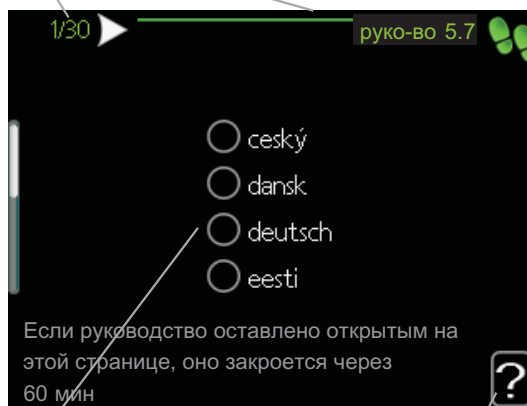 1/30
руко-во 5.7
ceský
dansk
deutsch
eesti
Если руководство оставлено открытым на
этой странице, оно закроется через
60 мин
?